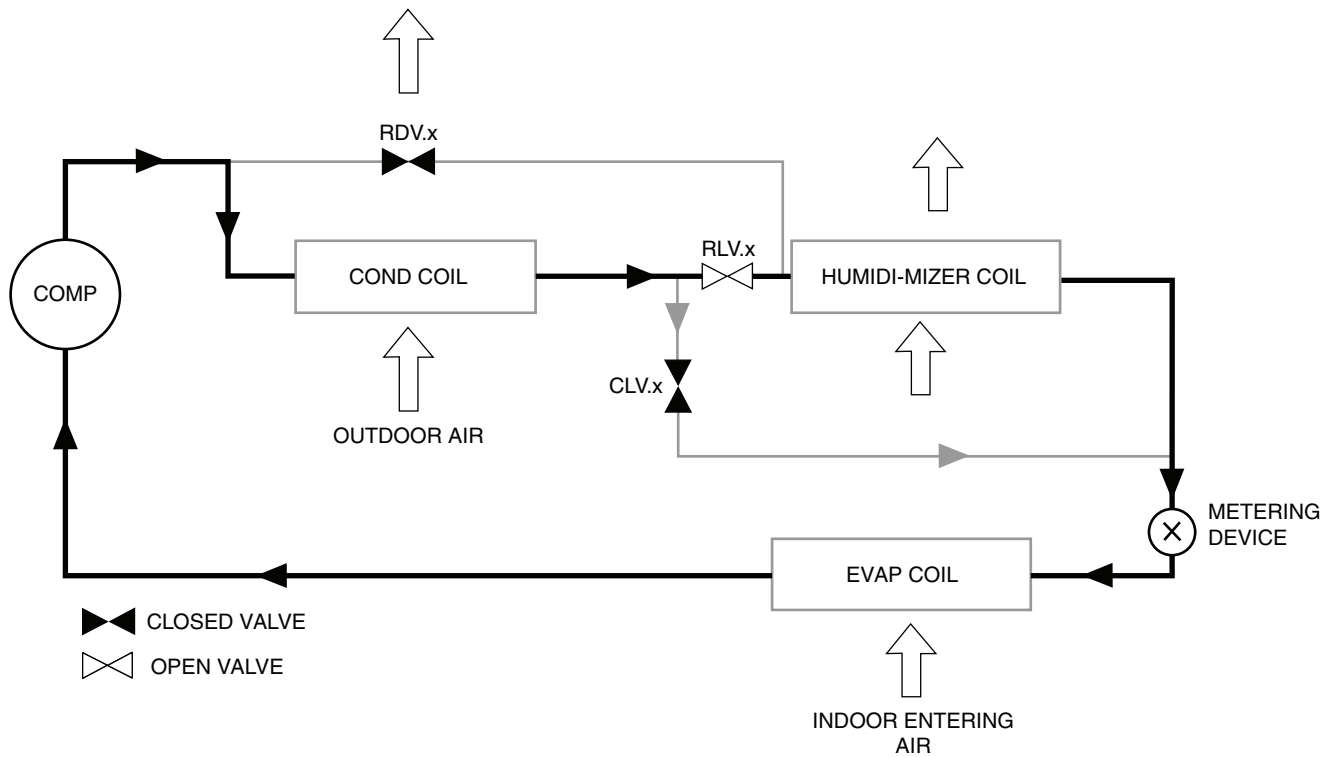 RDV.x
RLV.x
COMP
COND COIL
HUMIDI-MIZER COIL
CLV.x
OUTDOOR AIR
METERING
DEVICE
EVAP COIL
CLOSED VALVE
OPEN VALVE
INDOOR ENTERING
AIR